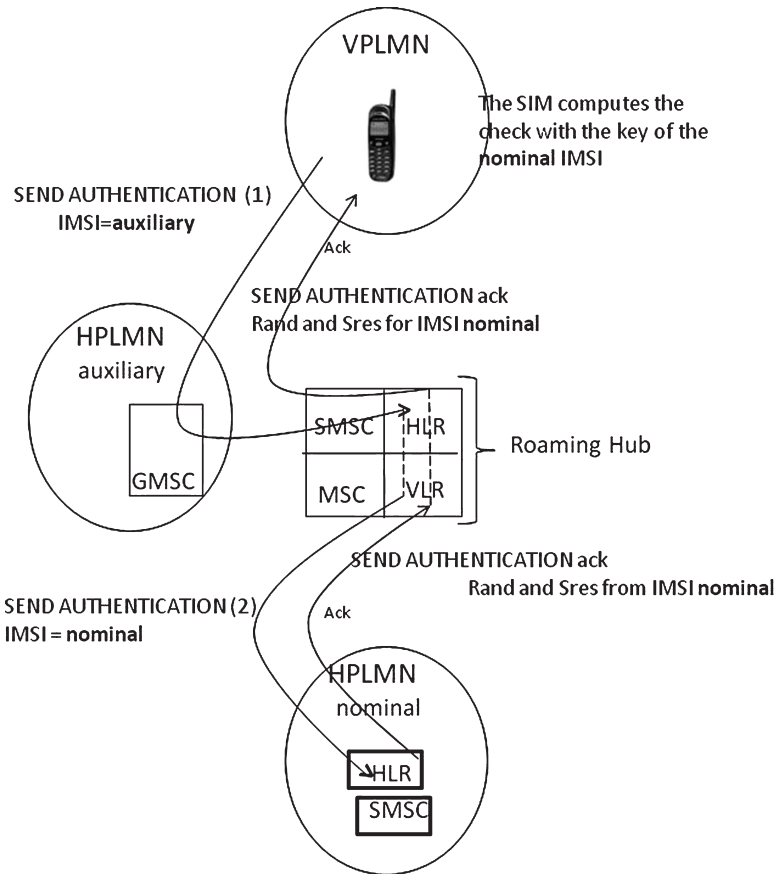 VPLMN
The SIM computes the
check with the key of the
nominal IMSI
SEND AUTHENTICATION (1)
IMSI=auxiliary
Ack
SEND AUTHENTICATION ack
Rand and Sres for IMSI nominal
HPLMN
auxiliary
GMSC
SMSC
HLR
MSC
VLR
Roaming Hub
SEND AUTHENTICATION ack
Rand and Sres from IMSI nominal
SEND AUTHENTICATION (2)
IMSI = nominal
Ack
HPLMN
nominal
HLR
SMSC